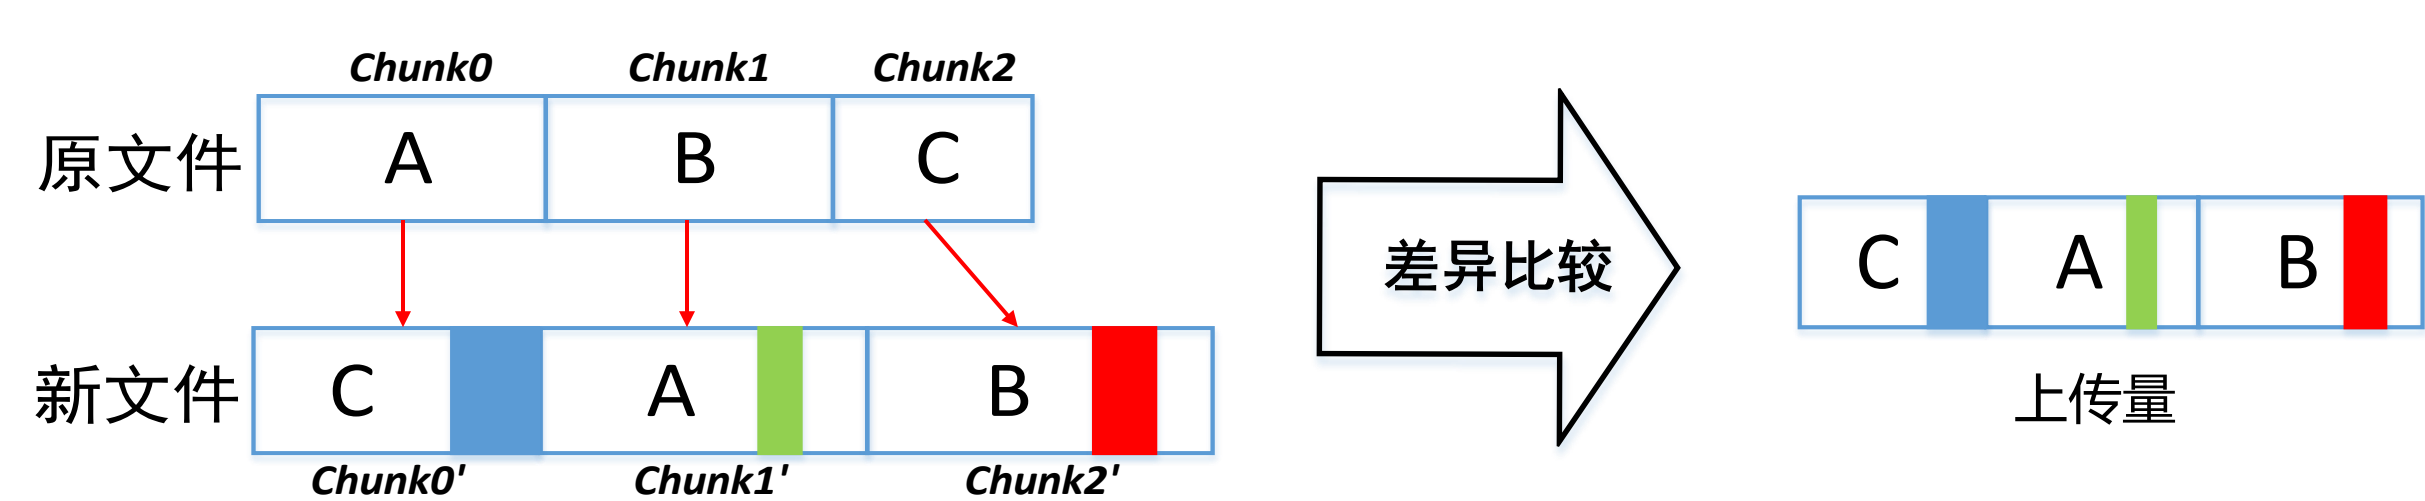 Chunk0 Chunk1 Chunk2
原文件 A B C
差异比较
C A B
新文件 C A B
上传量
Chunk0' Chunk1' Chunk2'